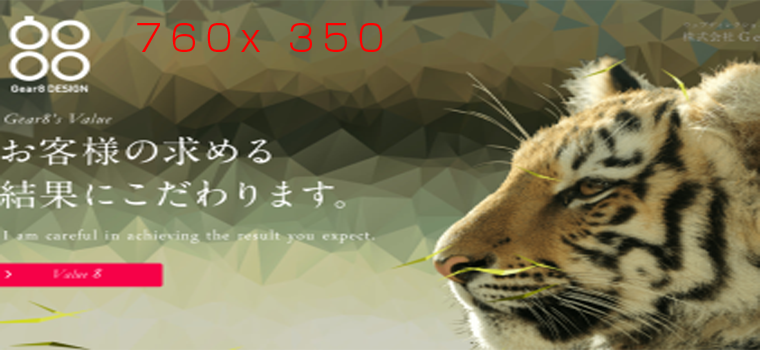 760x 350
Gear8 DESIGN
株式会社 Ge
Gear8's Value
お客様の求める
結果にこだわります。
I am careful in achieving the result you expect.
Value 8